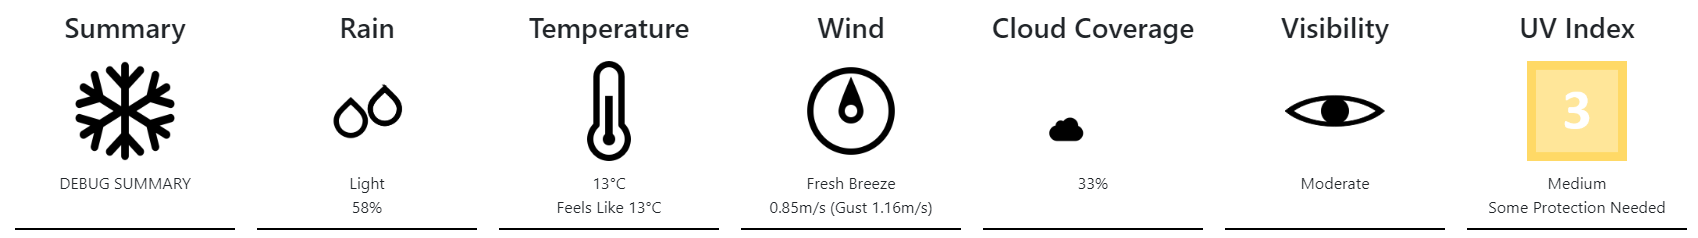 Summary
DEBUG SUMMARY
Rain
Light
58%
Temperature
13°C
Feels Like 13°C
Wind
Fresh Breeze
0.85m/s (Gust 1.16m/s)
Cloud Coverage
33%
Visibility
Moderate
UV Index
3
Medium
Some Protection Needed